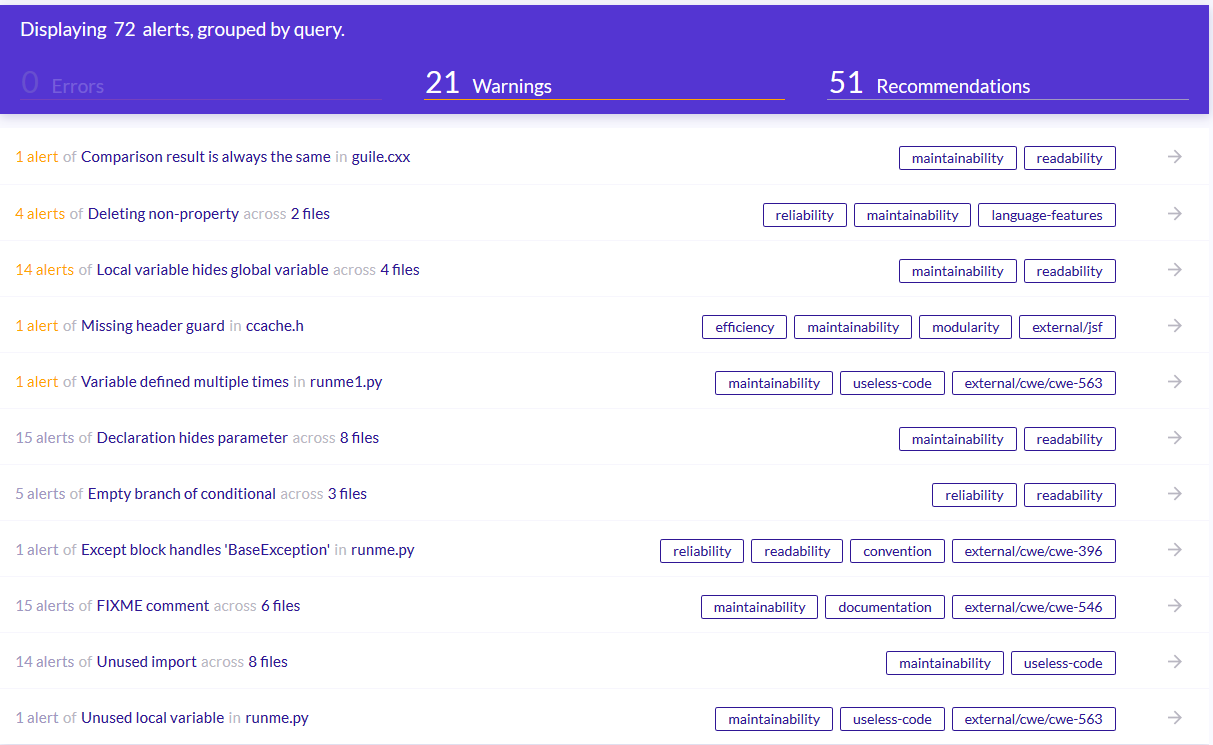 Displaying 72 alerts, grouped by query.
0 Errors 21 Warnings 51 Recommendations
1 alert of Comparison result is always the same in guile.cxx maintainability readability
4 alerts of Deleting non-property across 2 files reliability maintainability language-features
14 alerts of Local variable hides global variable across 4 files maintainability readability
1 alert of Missing header guard in ccache.h efficiency maintainability modularity external/jsf
1 alert of Variable defined multiple times in runme1.py maintainability useless-code external/cwe/cwe-563
15 alerts of Declaration hides parameter across 8 files maintainability readability
5 alerts of Empty branch of conditional across 3 files reliability readability
1 alert of Except block handles 'BaseException' in runme.py reliability readability convention external/cwe/cwe-396
15 alerts of FIXME comment across 6 files maintainability documentation external/cwe/cwe-546
14 alerts of Unused import across 8 files maintainability useless-code
1 alert of Unused local variable in runme.py maintainability useless-code external/cwe/cwe-563